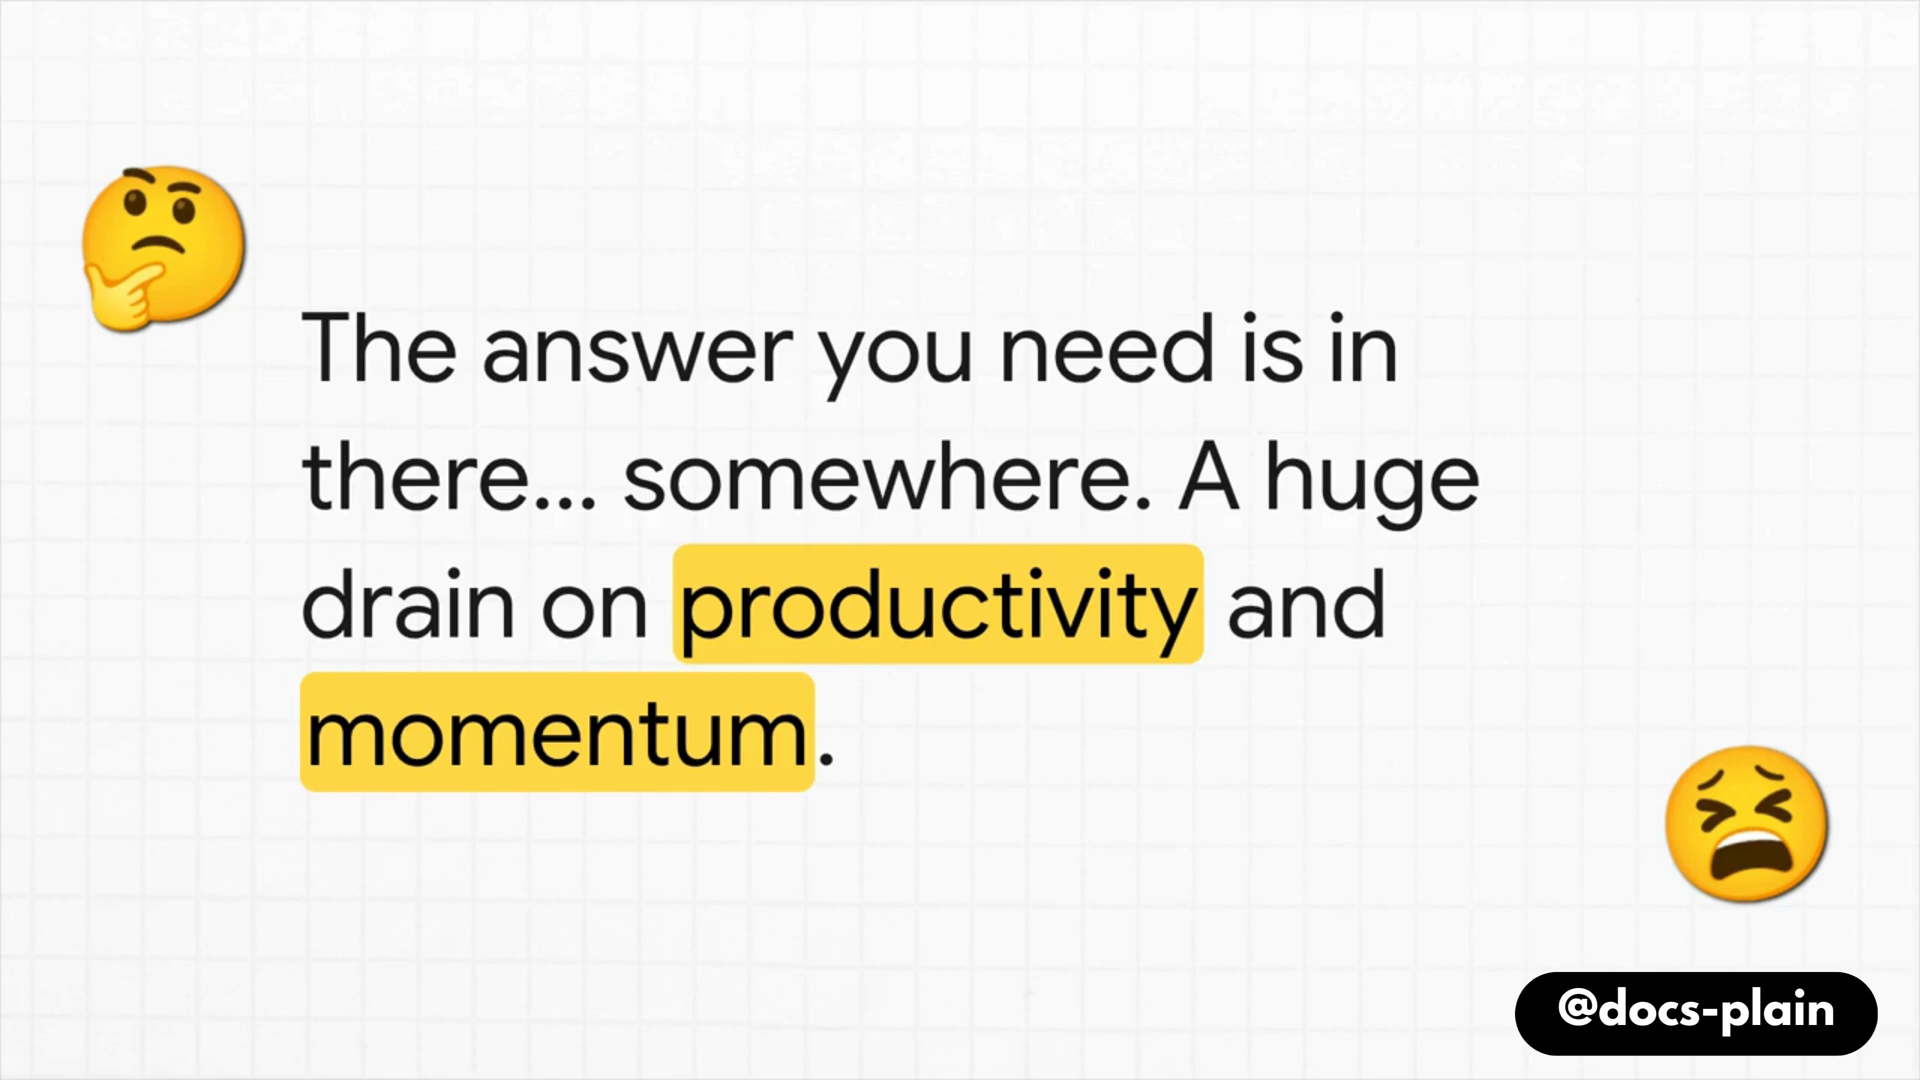 The answer you need is in
there... somewhere. A huge
drain on productivity and
momentum.
@docs-plain